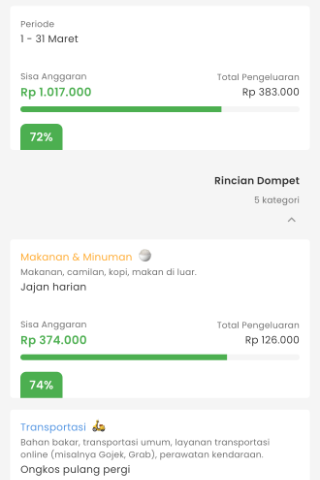 Periode
1 - 31 Maret
Sisa Anggaran
Total Pengeluaran
Rp 1.017.000
Rp 383.000
72%
Rincian Dompet
5 kategori
Makanan & Minuman
Makanan, camilan, kopi, makan di luar.
Jajan harian
Sisa Anggaran
Total Pengeluaran
Rp 374.000
Rp 126.000
74%
Transportasi
Bahan bakar, transportasi umum, layanan transportasi
online (misalnya Gojek, Grab), perawatan kendaraan.
Ongkos pulang pergi